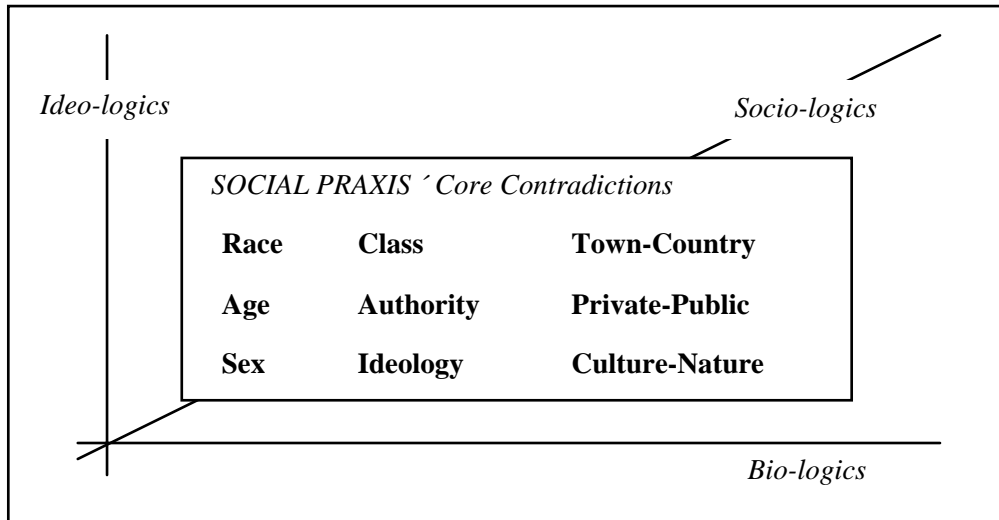 Ideo-logics
Socio-logics
SOCIAL PRAXIS ´ Core Contradictions
Race Class Town-Country
Age Authority Private-Public
Sex Ideology Culture-Nature
Bio-logics